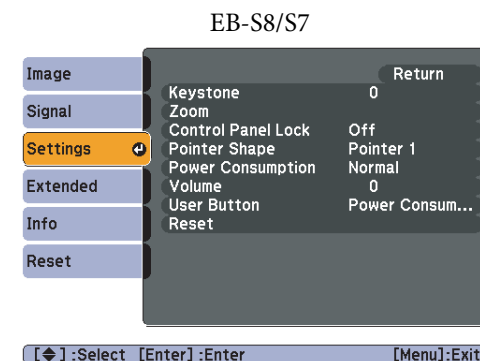 EB-S8/S7
Image
Signal
Settings
Extended
Info
Reset
Return
Keystone 0
Zoom
Control Panel Lock Off
Pointer Shape Pointer 1
Power Consumption Normal
Volume 0
User Button Power Consum...
Reset
[◆] :Select [Enter] :Enter [Menu]:Exit